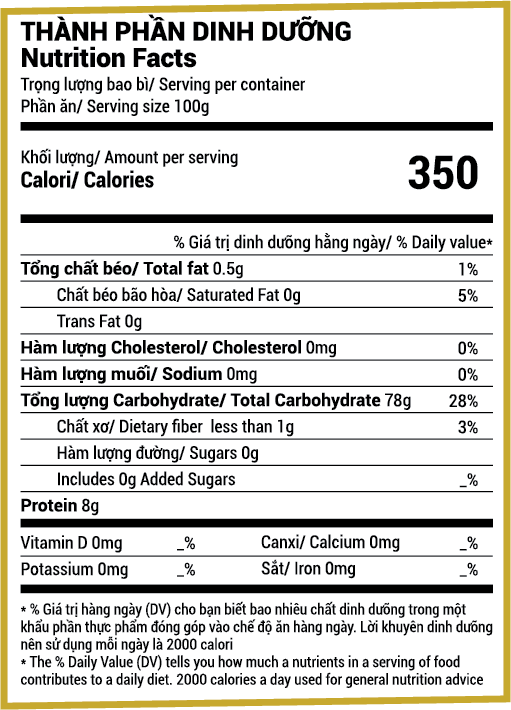 THÀNH PHẦN DINH DƯỠNG
Nutrition Facts
Trọng lượng bao bì/ Serving per container
Phần ăn/ Serving size 100g
Khối lượng/ Amount per serving
Calori/ Calories 350
% Giá trị dinh dưỡng hằng ngày/ % Daily value*
Tổng chất béo/ Total fat 0.5g 1%
Chất béo bão hòa/ Saturated Fat 0g 5%
Trans Fat 0g
Hàm lượng Cholesterol/ Cholesterol 0mg 0%
Hàm lượng muối/ Sodium 0mg 0%
Tổng lượng Carbohydrate/ Total Carbohydrate 78g 28%
Chất xơ/ Dietary fiber less than 1g 3%
Hàm lượng đường/ Sugars 0g
Includes 0g Added Sugars _%
Protein 8g
Vitamin D 0mg _% Canxi/ Calcium 0mg _%
Potassium 0mg _% Sắt/ Iron 0mg _%
* % Giá trị hàng ngày (DV) cho bạn biết bao nhiêu chất dinh dưỡng trong một
khẩu phần thực phẩm đóng góp vào chế độ ăn hàng ngày. Lời khuyên dinh dưỡng
nên sử dụng mỗi ngày là 2000 calori
* The % Daily Value (DV) tells you how much a nutrients in a serving of food
contributes to a daily diet. 2000 calories a day used for general nutrition advice